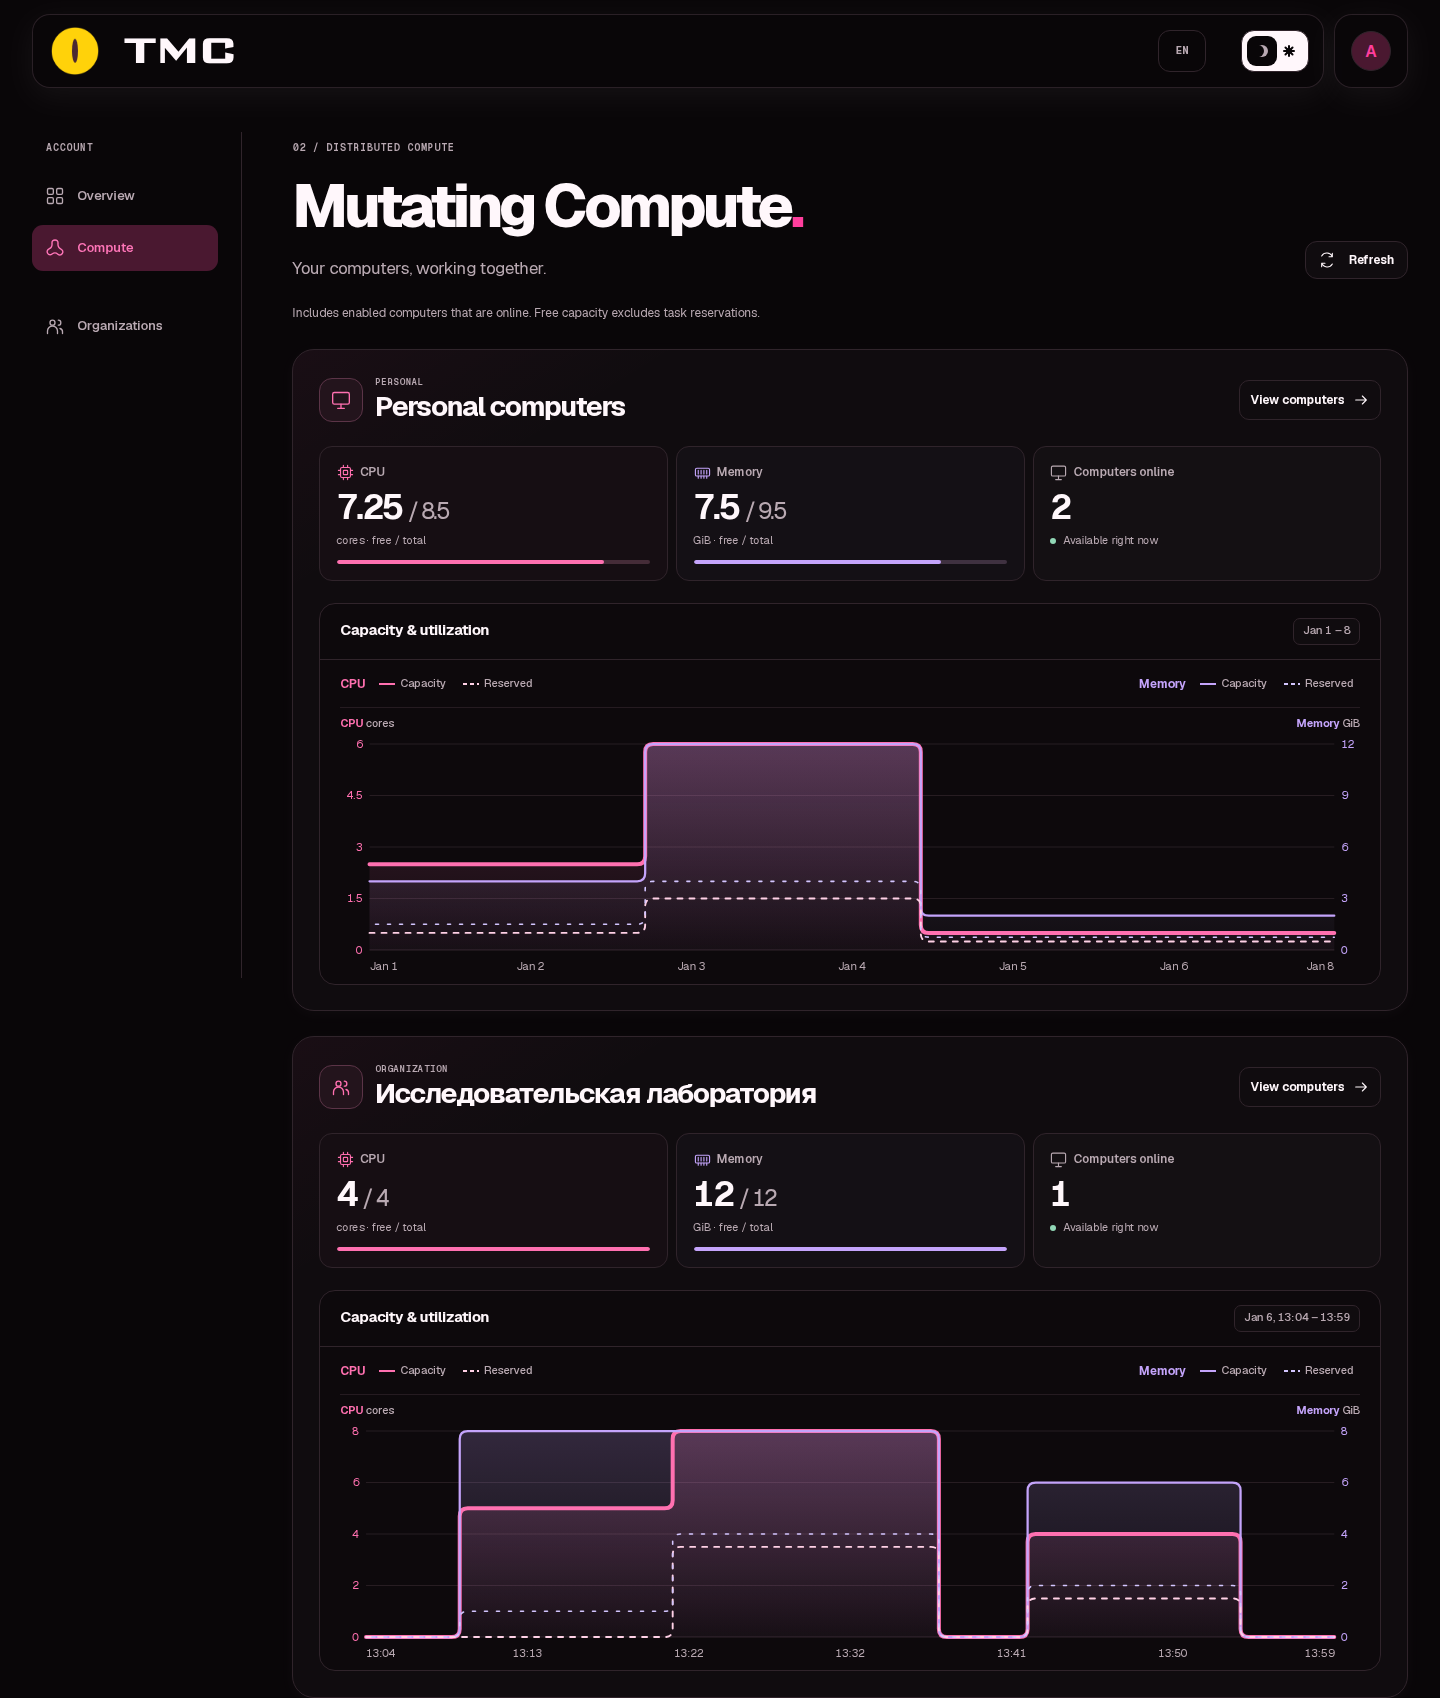 TMC
EN
A
ACCOUNT
Overview
Compute
Organizations
02 / DISTRIBUTED COMPUTE
Mutating Compute.
Your computers, working together.
Refresh
Includes enabled computers that are online. Free capacity excludes task reservations.
PERSONAL
Personal computers
View computers
CPU
7.25 / 8.5
cores · free / total
Memory
7.5 / 9.5
GiB · free / total
Computers online
2
Available right now
Capacity & utilization
Jan 1 – 8
CPU Capacity Reserved
Memory Capacity Reserved
CPU cores
Memory GiB
6
4.5
3
1.5
0
12
9
6
3
0
Jan 1
Jan 2
Jan 3
Jan 4
Jan 5
Jan 6
Jan 8
ORGANIZATION
Исследовательская лаборатория
View computers
CPU
4 / 4
cores · free / total
Memory
12 / 12
GiB · free / total
Computers online
1
Available right now
Capacity & utilization
Jan 6, 13:04 – 13:59
CPU Capacity Reserved
Memory Capacity Reserved
CPU cores
Memory GiB
8
6
4
2
0
8
6
4
2
0
13:04
13:13
13:22
13:32
13:41
13:50
13:59